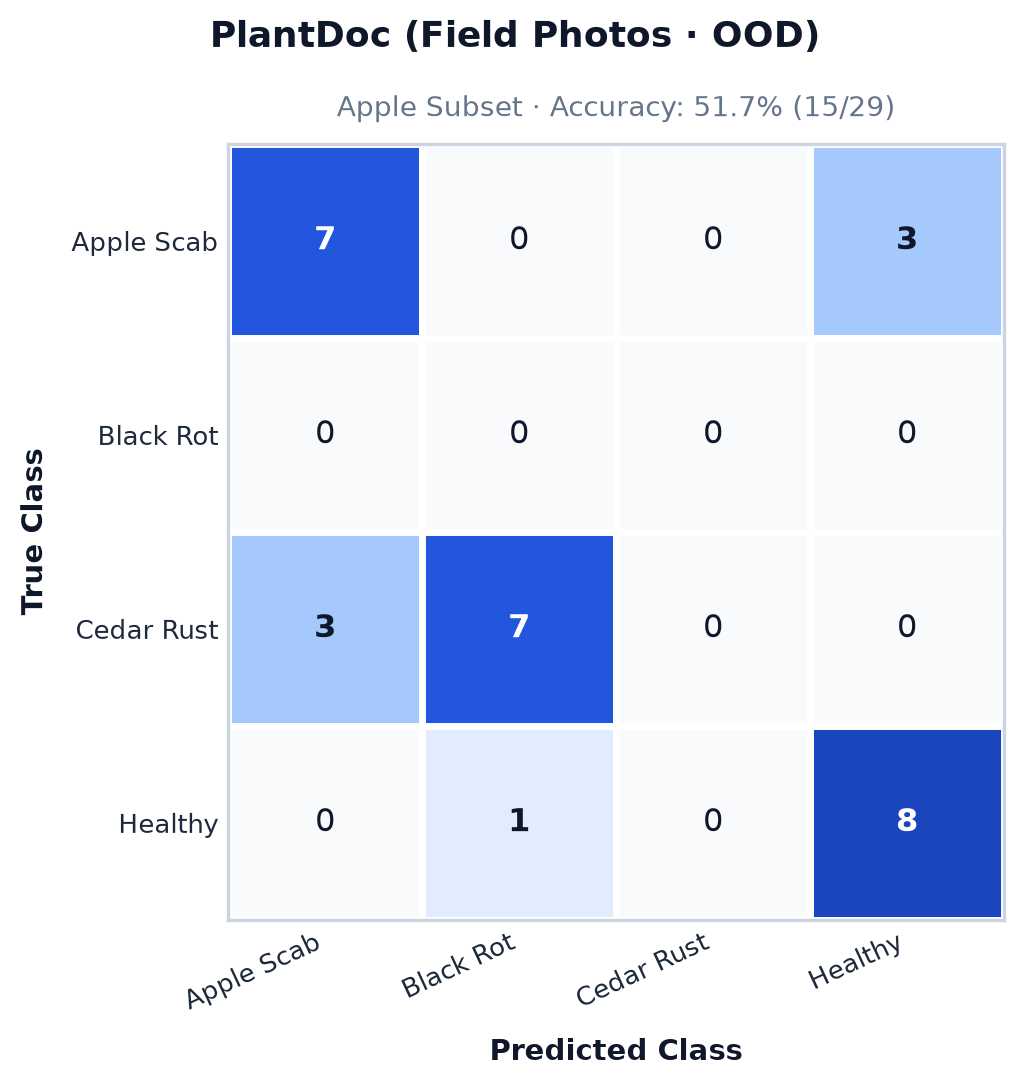 PlantDoc (Field Photos · OOD)
Apple Subset · Accuracy: 51.7% (15/29)
True Class
Apple Scab 7 0 0 3
Black Rot 0 0 0 0
Cedar Rust 3 7 0 0
Healthy 0 1 0 8
Apple Scab Black Rot Cedar Rust Healthy
Predicted Class